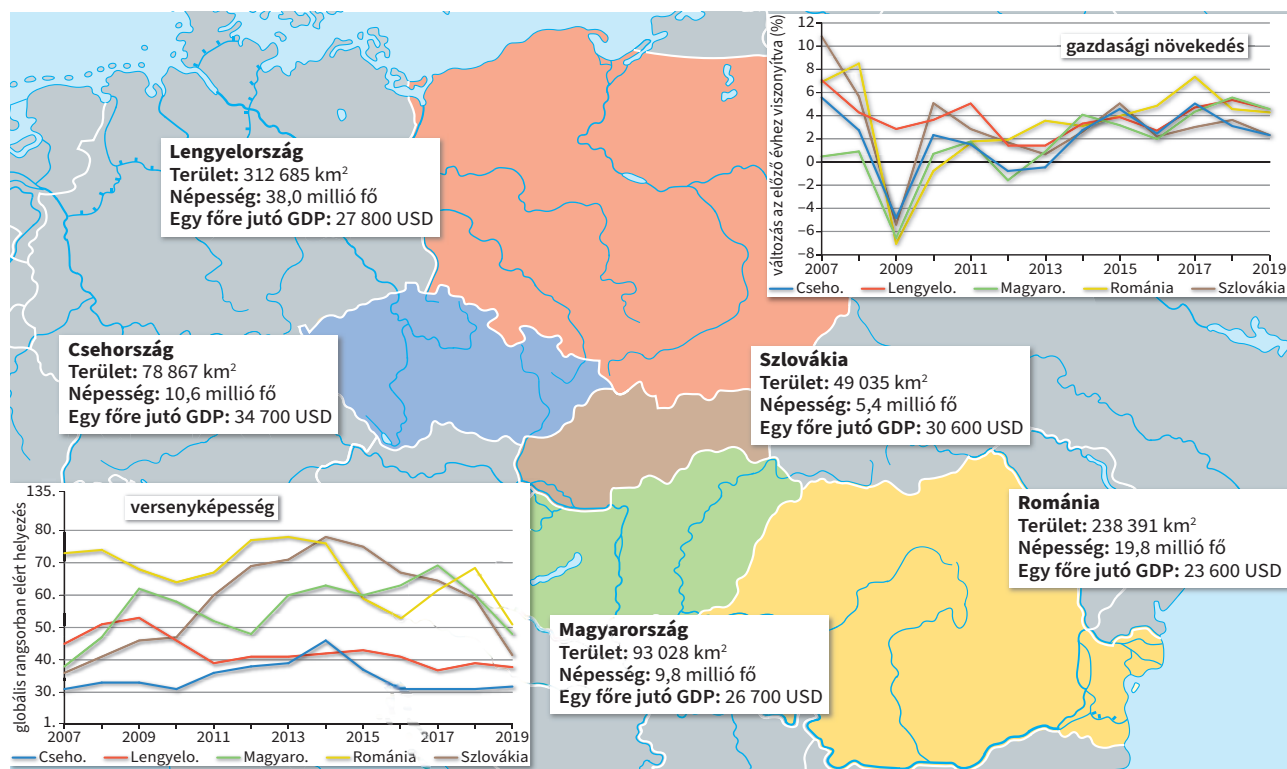 12
10
8
6
4
2
0
−2
−4
−6
−8
változás az előző évhez viszonyítva (%)
gazdasági növekedés
2007 2009 2011 2013 2015 2017 2019
Cseho. Lengyelo. Magyaro. Románia Szlovákia
Lengyelország
Terület: 312 685 km²
Népesség: 38,0 millió fő
Egy főre jutó GDP: 27 800 USD
Csehország
Terület: 78 867 km²
Népesség: 10,6 millió fő
Egy főre jutó GDP: 34 700 USD
Szlovákia
Terület: 49 035 km²
Népesség: 5,4 millió fő
Egy főre jutó GDP: 30 600 USD
Románia
Terület: 238 391 km²
Népesség: 19,8 millió fő
Egy főre jutó GDP: 23 600 USD
Magyarország
Terület: 93 028 km²
Népesség: 9,8 millió fő
Egy főre jutó GDP: 26 700 USD
135.
80.
70.
60.
50.
40.
30.
1.
globális rangsorban elért helyezés
versenyképesség
2007 2009 2011 2013 2015 2017 2019
Cseho. Lengyelo. Magyaro. Románia Szlovákia